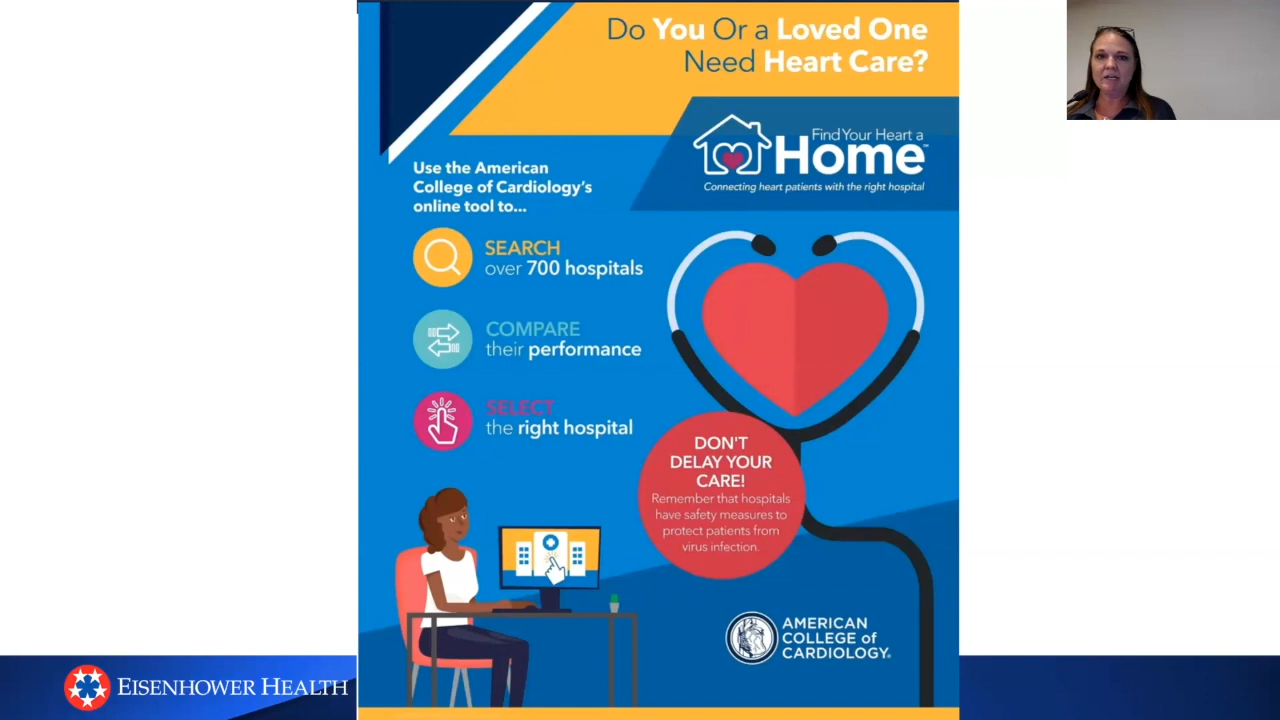 Do You Or a Loved One
Need Heart Care?
Find Your Heart a
Home™
Connecting heart patients with the right hospital
Use the American
College of Cardiology's
online tool to...
SEARCH
over 700 hospitals
COMPARE
their performance
SELECT
the right hospital
DON'T
DELAY YOUR
CARE!
Remember that hospitals
have safety measures to
protect patients from
virus infection.
AMERICAN
COLLEGE of
CARDIOLOGY®
EISENHOWER HEALTH